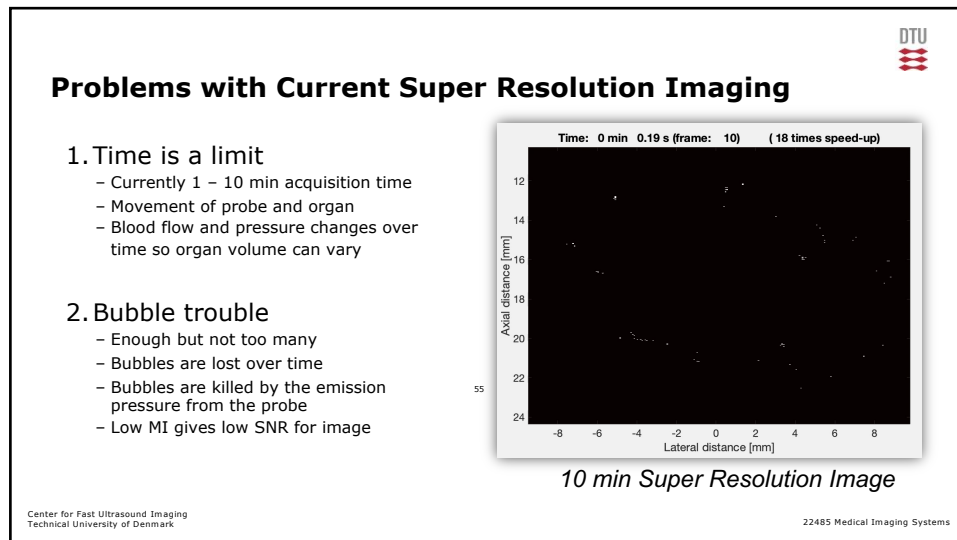 DTU
Problems with Current Super Resolution Imaging
1. Time is a limit
– Currently 1 – 10 min acquisition time
– Movement of probe and organ
– Blood flow and pressure changes over
time so organ volume can vary
2. Bubble trouble
– Enough but not too many
– Bubbles are lost over time
– Bubbles are killed by the emission
pressure from the probe
– Low MI gives low SNR for image
55
Time: 0 min 0.19 s (frame: 10) ( 18 times speed-up)
Axial distance [mm]
12
14
16
18
20
22
24
-8 -6 -4 -2 0 2 4 6 8
Lateral distance [mm]
10 min Super Resolution Image
Center for Fast Ultrasound Imaging
Technical University of Denmark
22485 Medical Imaging Systems